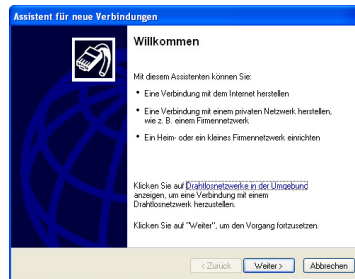 Assistent für neue Verbindungen
Willkommen
Mit diesem Assistenten können Sie:
• Eine Verbindung mit dem Internet herstellen
• Eine Verbindung mit einem privaten Netzwerk herstellen,
wie z. B. einem Firmennetzwerk
• Ein Heim- oder ein kleines Firmennetzwerk einrichten
Klicken Sie auf Drahtlosnetzwerke in der Umgebund
anzeigen, um eine Verbindung mit einem
Drahtlosnetzwerk herzustellen.
Klicken Sie auf "Weiter", um den Vorgang fortzusetzen.
< Zurück
Weiter >
Abbrechen